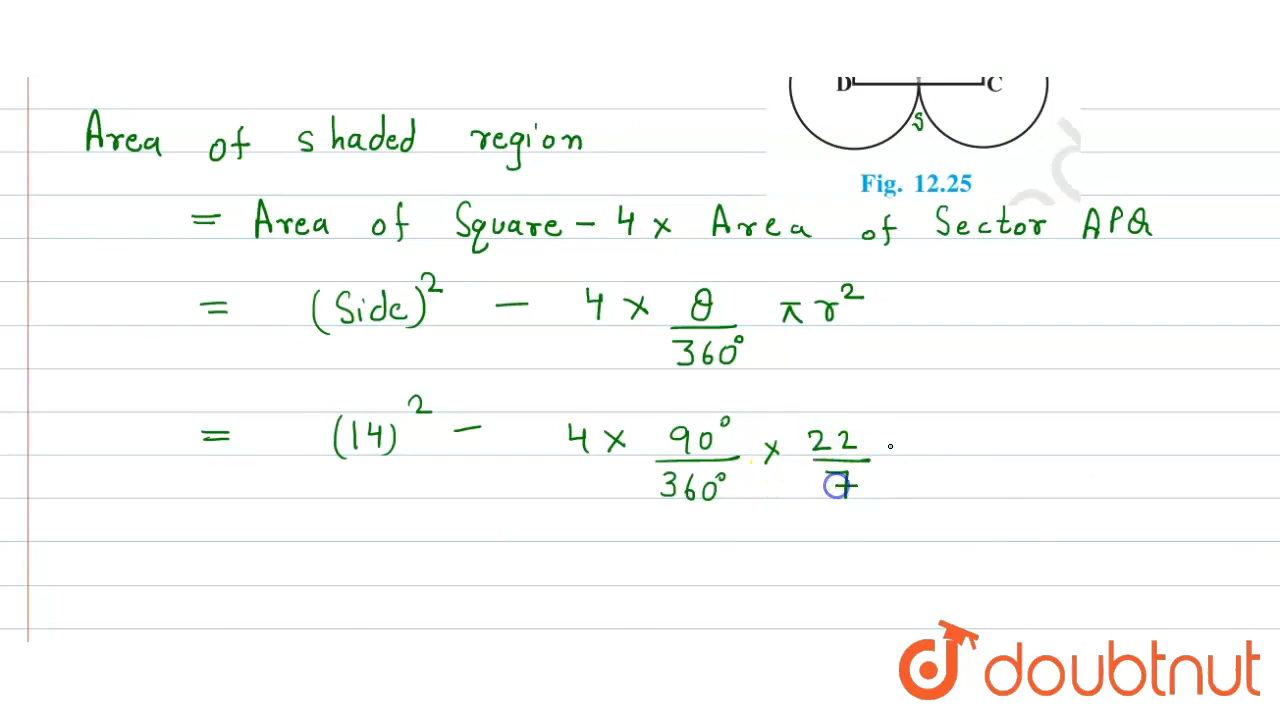 D C
S
Fig. 12.25
Area of shaded region
= Area of Square - 4 × Area of Sector APQ
= (Side)² - 4 × θ/360° πr²
= (14)² - 4 × 90°/360° × 22/7
doubtnut